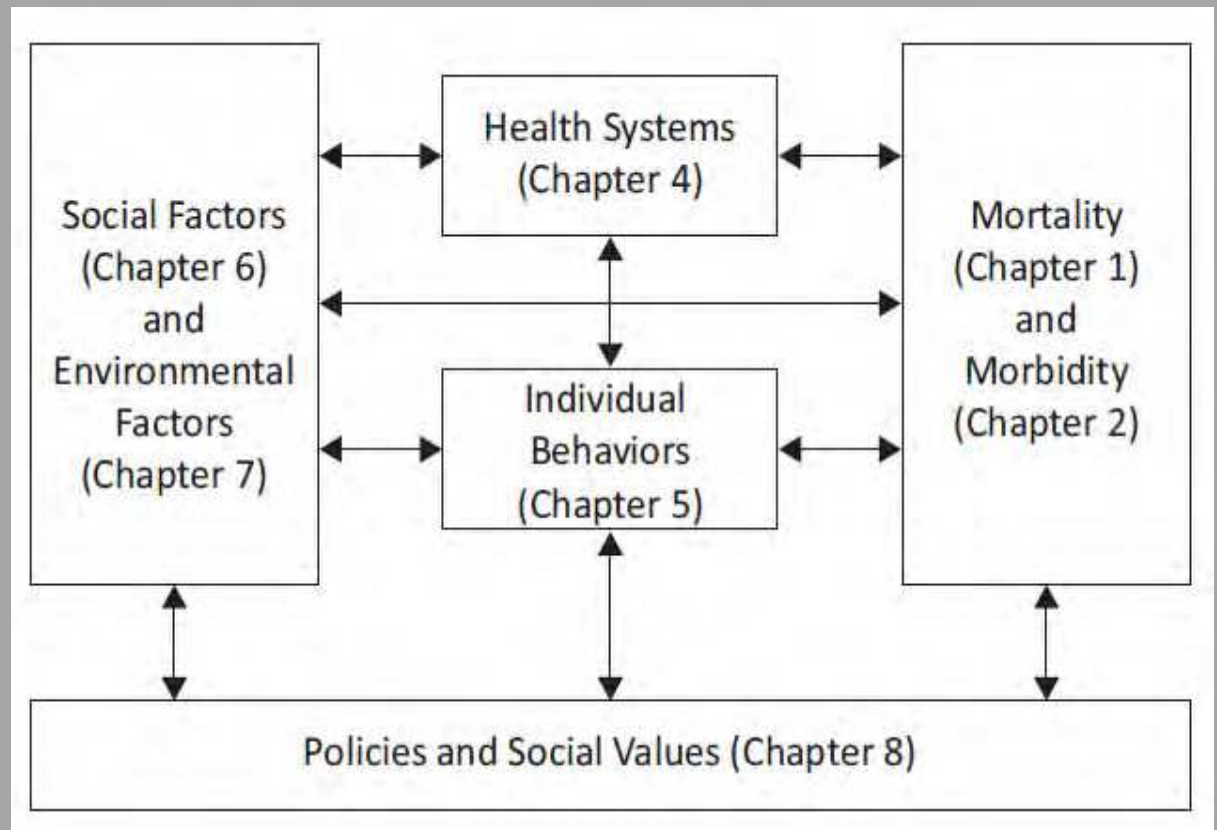 Social Factors
(Chapter 6)
and
Environmental
Factors
(Chapter 7)
Health Systems
(Chapter 4)
Individual
Behaviors
(Chapter 5)
Mortality
(Chapter 1)
and
Morbidity
(Chapter 2)
Policies and Social Values (Chapter 8)